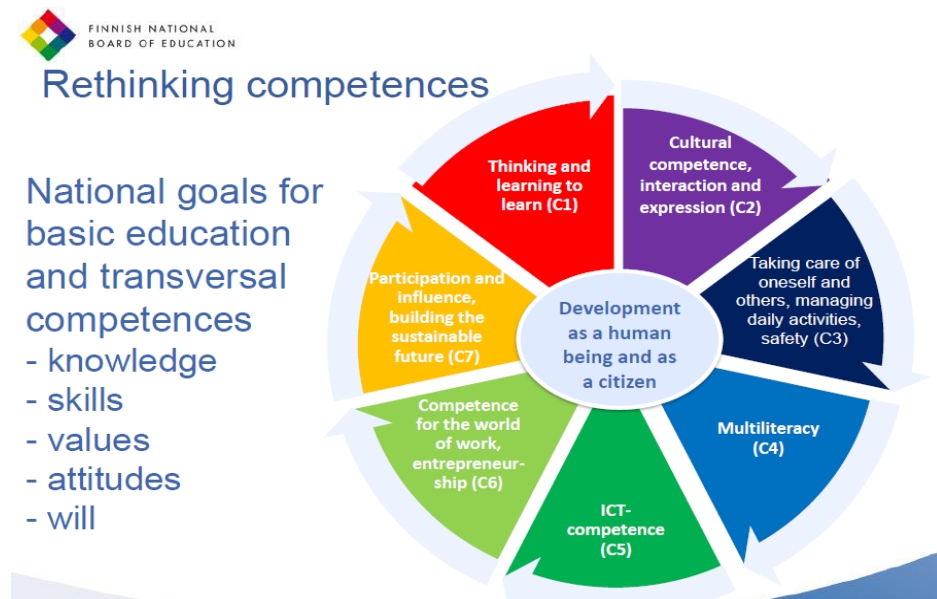 FINNISH NATIONAL
BOARD OF EDUCATION
Rethinking competences
National goals for
basic education
and transversal
competences
- knowledge
- skills
- values
- attitudes
- will
Thinking and
learning to
learn (C1)
Cultural
competence,
interaction and
expression (C2)
Taking care of
oneself and
others, managing
daily activities,
safety (C3)
Multiliteracy
(C4)
ICT-
competence
(C5)
Competence
for the world
of work,
entrepreneur-
ship (C6)
Participation and
influence,
building the
sustainable
future (C7)
Development
as a human
being and as
a citizen